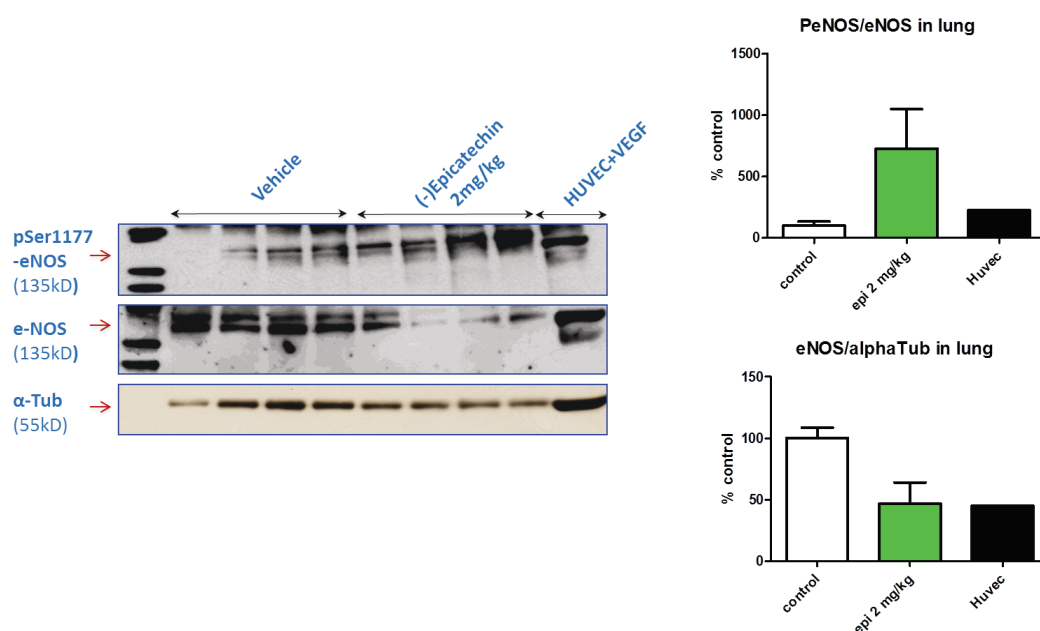 Vehicle
(-)Epicatechin
2mg/kg
HUVEC+VEGF
pSer1177
-eNOS
(135kD)
e-NOS
(135kD)
α-Tub
(55kD)
PeNOS/eNOS in lung
% control
1500
1000
500
0
control
epi 2 mg/kg
Huvec
eNOS/alphaTub in lung
% control
150
100
50
0
control
epi 2 mg/kg
Huvec